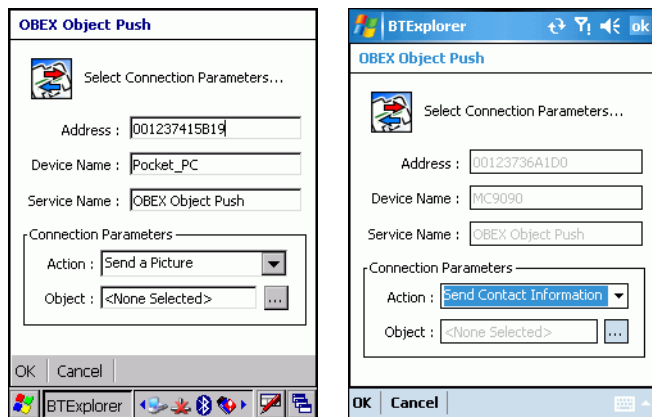 OBEX Object Push
Select Connection Parameters...
Address : 001237415B19
Device Name : Pocket_PC
Service Name : OBEX Object Push
Connection Parameters
Action : Send a Picture
Object : <None Selected> ...
OK Cancel
BTExplorer
BTExplorer ok
OBEX Object Push
Select Connection Parameters...
Address : 00123736A1D0
Device Name : MC9090
Service Name : OBEX Object Push
Connection Parameters
Action : Send Contact Information
Object : <None Selected> ...
OK Cancel